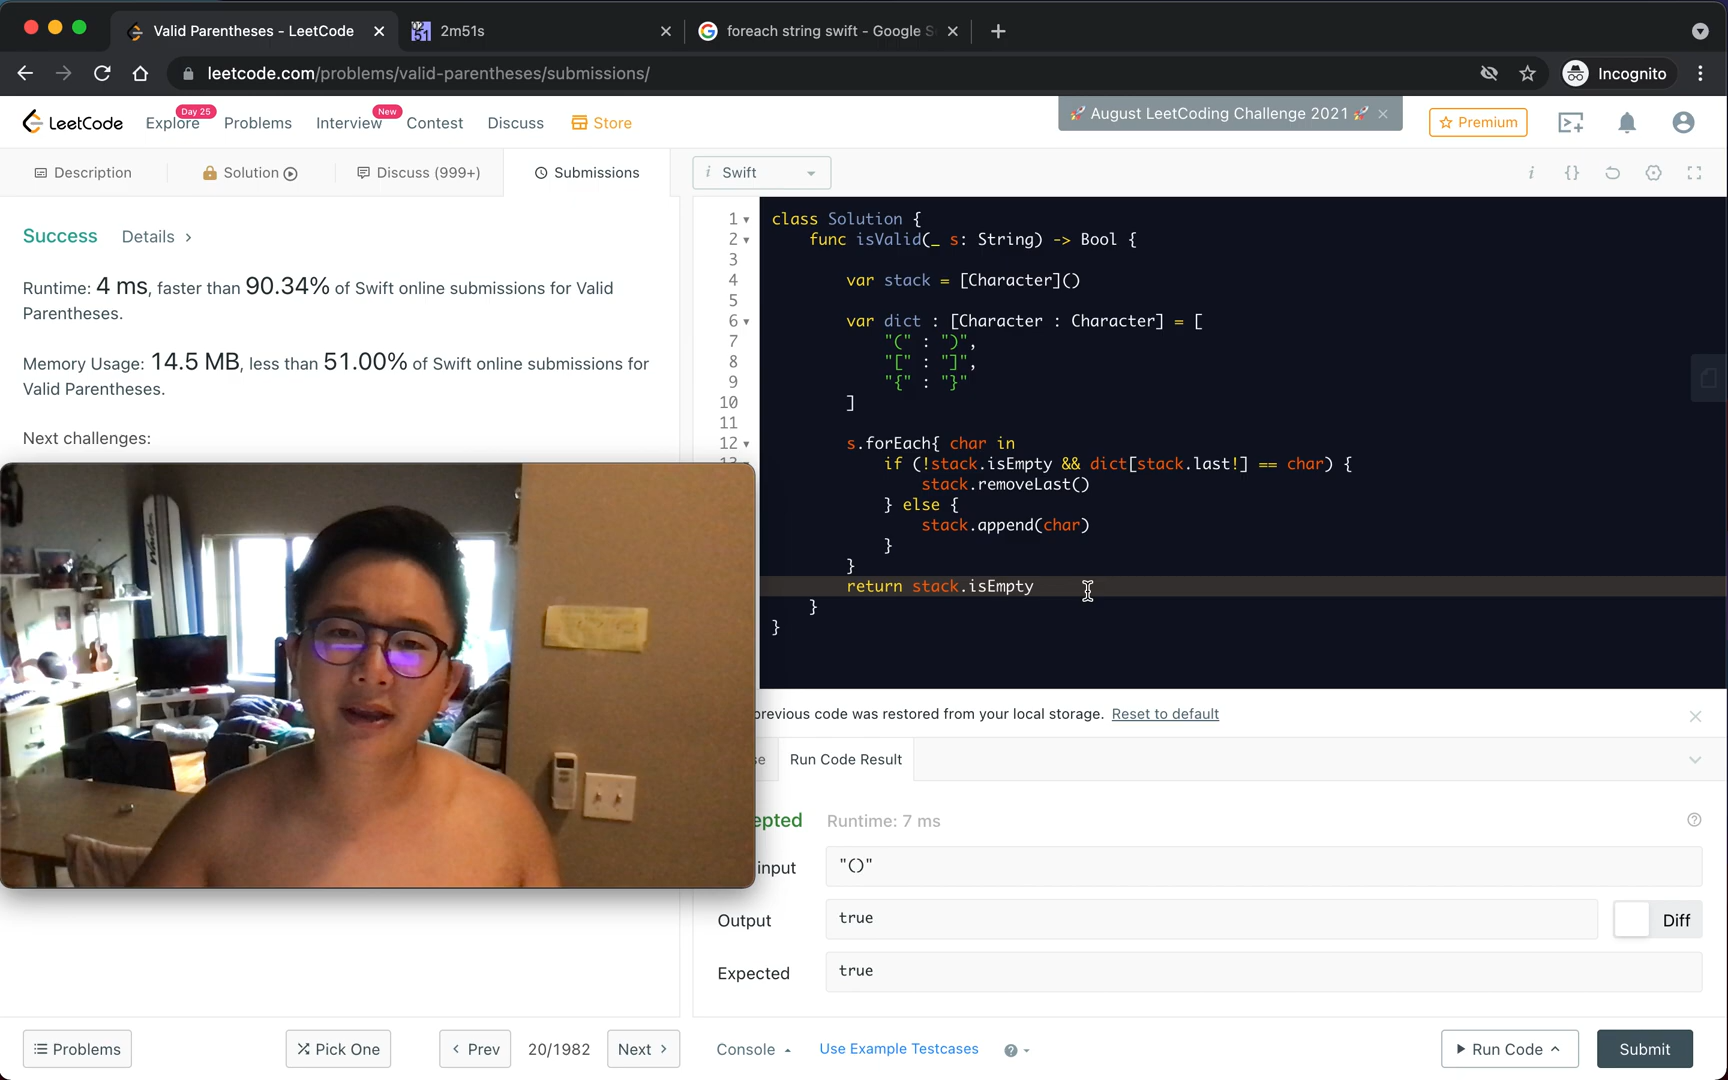 Valid Parentheses - LeetCode
02 51
2m51s
foreach string swift - Google S
leetcode.com/problems/valid-parentheses/submissions/
Incognito
LeetCode
Explore
Day 25
Problems
Interview
New
Contest
Discuss
Store
🚀 August LeetCoding Challenge 2021 🚀
Premium
Description
Solution
Discuss (999+)
Submissions
i Swift
i {}
Success
Details >
Runtime: 4 ms, faster than 90.34% of Swift online submissions for Valid
Parentheses.
Memory Usage: 14.5 MB, less than 51.00% of Swift online submissions for
Valid Parentheses.
Next challenges:
1 class Solution {
2 func isValid(_ s: String) -> Bool {
3
4 var stack = [Character]()
5
6 var dict : [Character : Character] = [
7 "(" : ")",
8 "[" : "]",
9 "{" : "}"
10 ]
11
12 s.forEach{ char in
if (!stack.isEmpty && dict[stack.last!] == char) {
stack.removeLast()
} else {
stack.append(char)
}
}
return stack.isEmpty
}
}
previous code was restored from your local storage. Reset to default
se
Run Code Result
epted
Runtime: 7 ms
input
"()"
Output
true
Diff
Expected
true
Problems
Pick One
< Prev
20/1982
Next >
Console
Use Example Testcases
Run Code
Submit